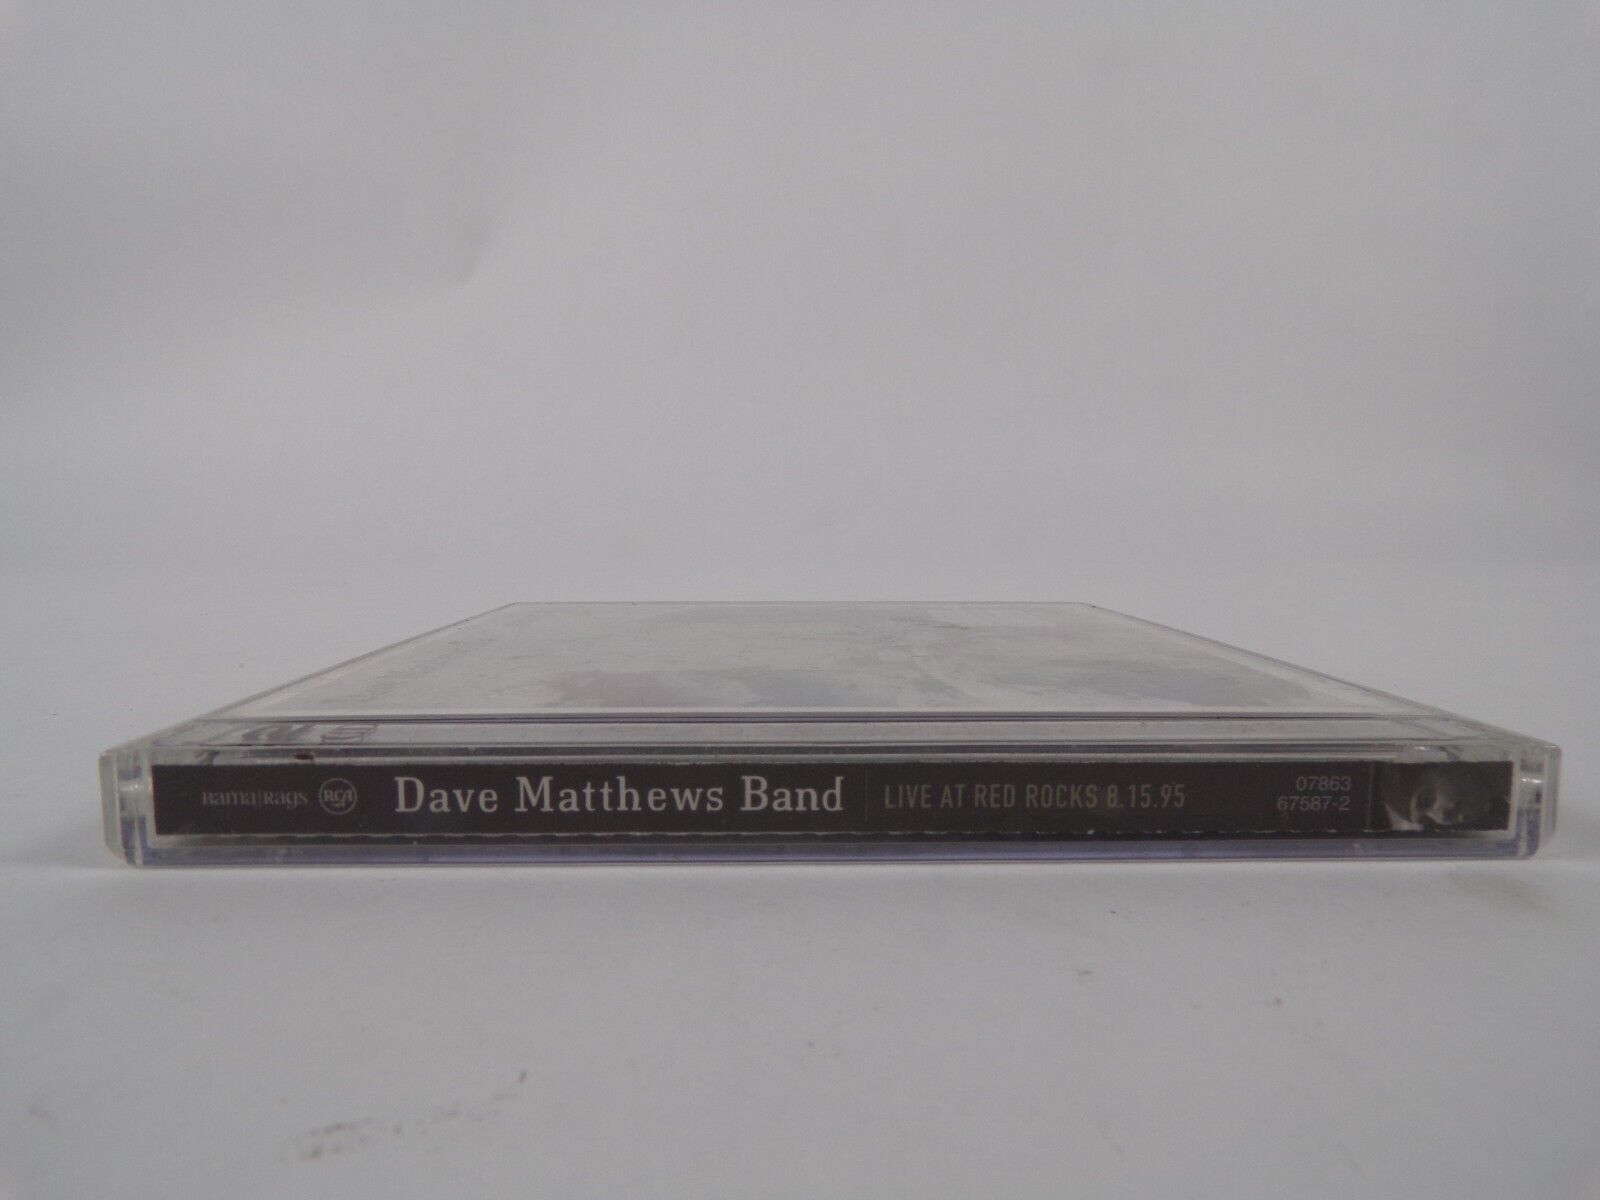 Bama|Rags RCA Dave Matthews Band | LIVE AT RED ROCKS 8.15.95
07863
67587-2